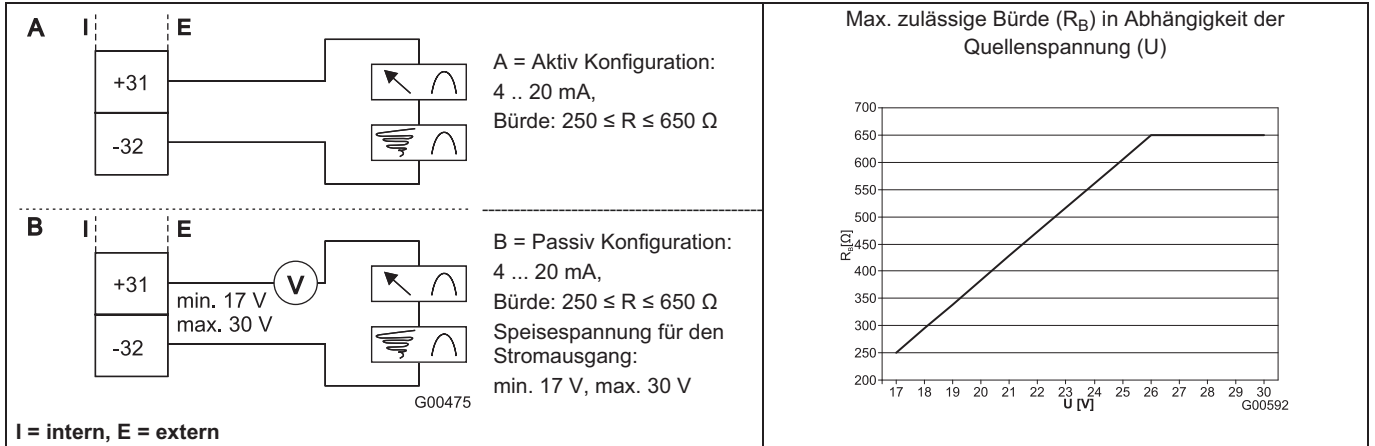 A I E
+31
-32
A = Aktiv Konfiguration:
4 .. 20 mA,
Bürde: 250 ≤ R ≤ 650 Ω
B I E
+31
-32
V
min. 17 V
max. 30 V
B = Passiv Konfiguration:
4 ... 20 mA,
Bürde: 250 ≤ R ≤ 650 Ω
Speisespannung für den
Stromausgang:
min. 17 V, max. 30 V
G00475
I = intern, E = extern
Max. zulässige Bürde (R_B) in Abhängigkeit der
Quellenspannung (U)
700
650
600
550
500
450
400
350
300
250
200
R_B[Ω]
17 18 19 20 21 22 23 24 25 26 27 28 29 30
U [V]
G00592